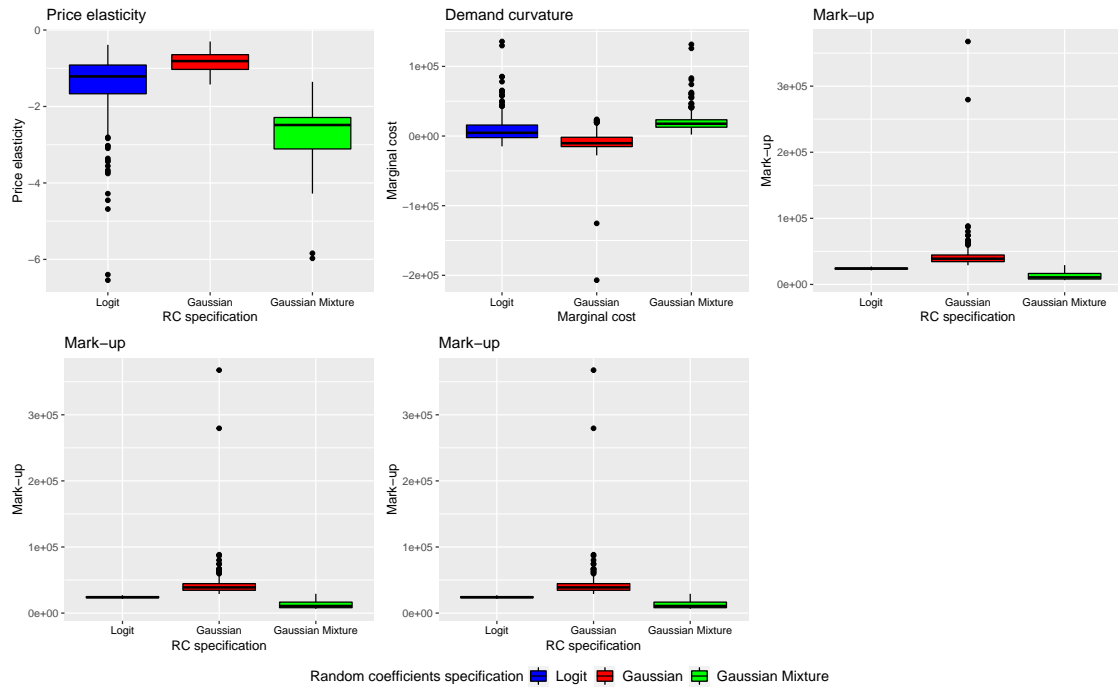 Price elasticity
Price elasticity
0
−2
−4
−6
Logit Gaussian Gaussian Mixture
RC specification
Demand curvature
Marginal cost
1e+05
0e+00
−1e+05
−2e+05
Logit Gaussian Gaussian Mixture
Marginal cost
Mark−up
Mark−up
3e+05
2e+05
1e+05
0e+00
Logit Gaussian Gaussian Mixture
RC specification
Mark−up
Mark−up
3e+05
2e+05
1e+05
0e+00
Logit Gaussian Gaussian Mixture
RC specification
Mark−up
Mark−up
3e+05
2e+05
1e+05
0e+00
Logit Gaussian Gaussian Mixture
RC specification
Random coefficients specification Logit Gaussian Gaussian Mixture